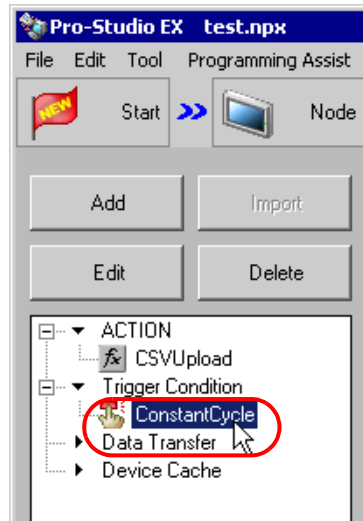 Pro-Studio EX test.npx
File Edit Tool Programming Assist
NEW Start Node
Add Import
Edit Delete
ACTION
fx CSVUpload
Trigger Condition
ConstantCycle
Data Transfer
Device Cache